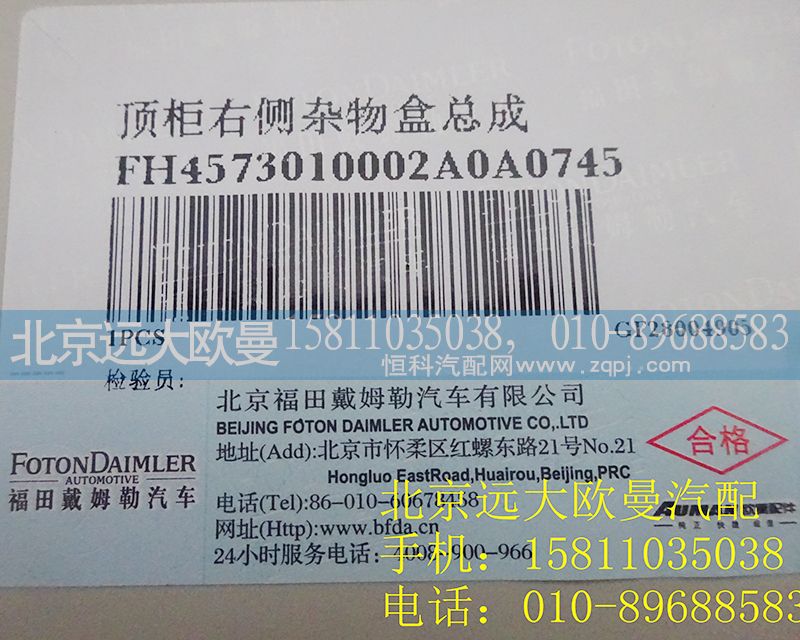 顶柜右侧杂物盒总成
FH4573010002A0A0745
北京远大欧曼15811035038，010-89688583
1PCS
恒科汽配网 www.zqpj.com
检验员:
北京福田戴姆勒汽车有限公司
BEIJING FOTON DAIMLER AUTOMOTIVE CO,.LTD
地址(Add):北京市怀柔区红螺东路21号No.21
Hongluo EastRoad,Huairou,Beijing,PRC
合格
FOTONDAIMLER
AUTOMOTIVE
福田戴姆勒汽车
电话(Tel):86-010-60678458
北京远大欧曼汽配
网址(Http):www.bfda.cn
24小时服务电话: 4008-900-966
手机：15811035038
电话：010-89688583